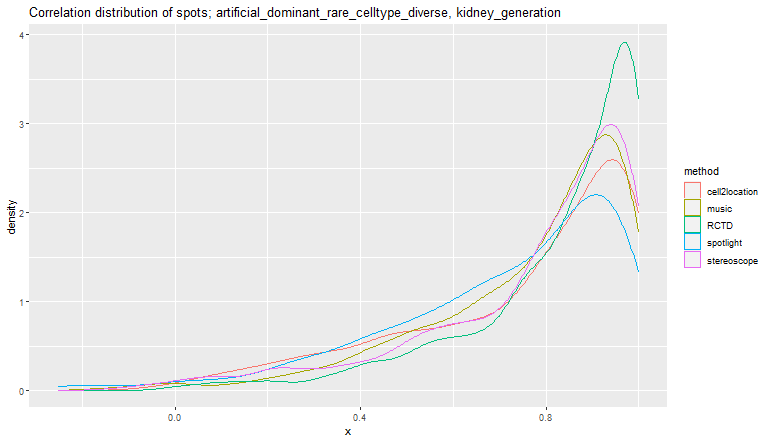 Correlation distribution of spots; artificial_dominant_rare_celltype_diverse, kidney_generation
4
3
2
1
0
density
0.0
0.4
0.8
x
method
cell2location
music
RCTD
spotlight
stereoscope